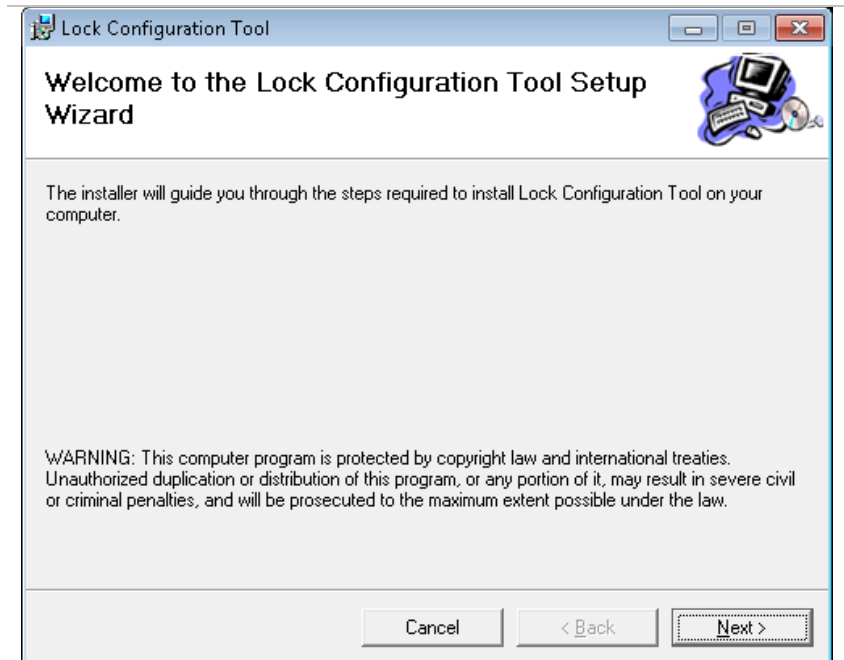 Lock Configuration Tool
Welcome to the Lock Configuration Tool Setup
Wizard
The installer will guide you through the steps required to install Lock Configuration Tool on your
computer.
WARNING: This computer program is protected by copyright law and international treaties.
Unauthorized duplication or distribution of this program, or any portion of it, may result in severe civil
or criminal penalties, and will be prosecuted to the maximum extent possible under the law.
Cancel
< Back
Next >